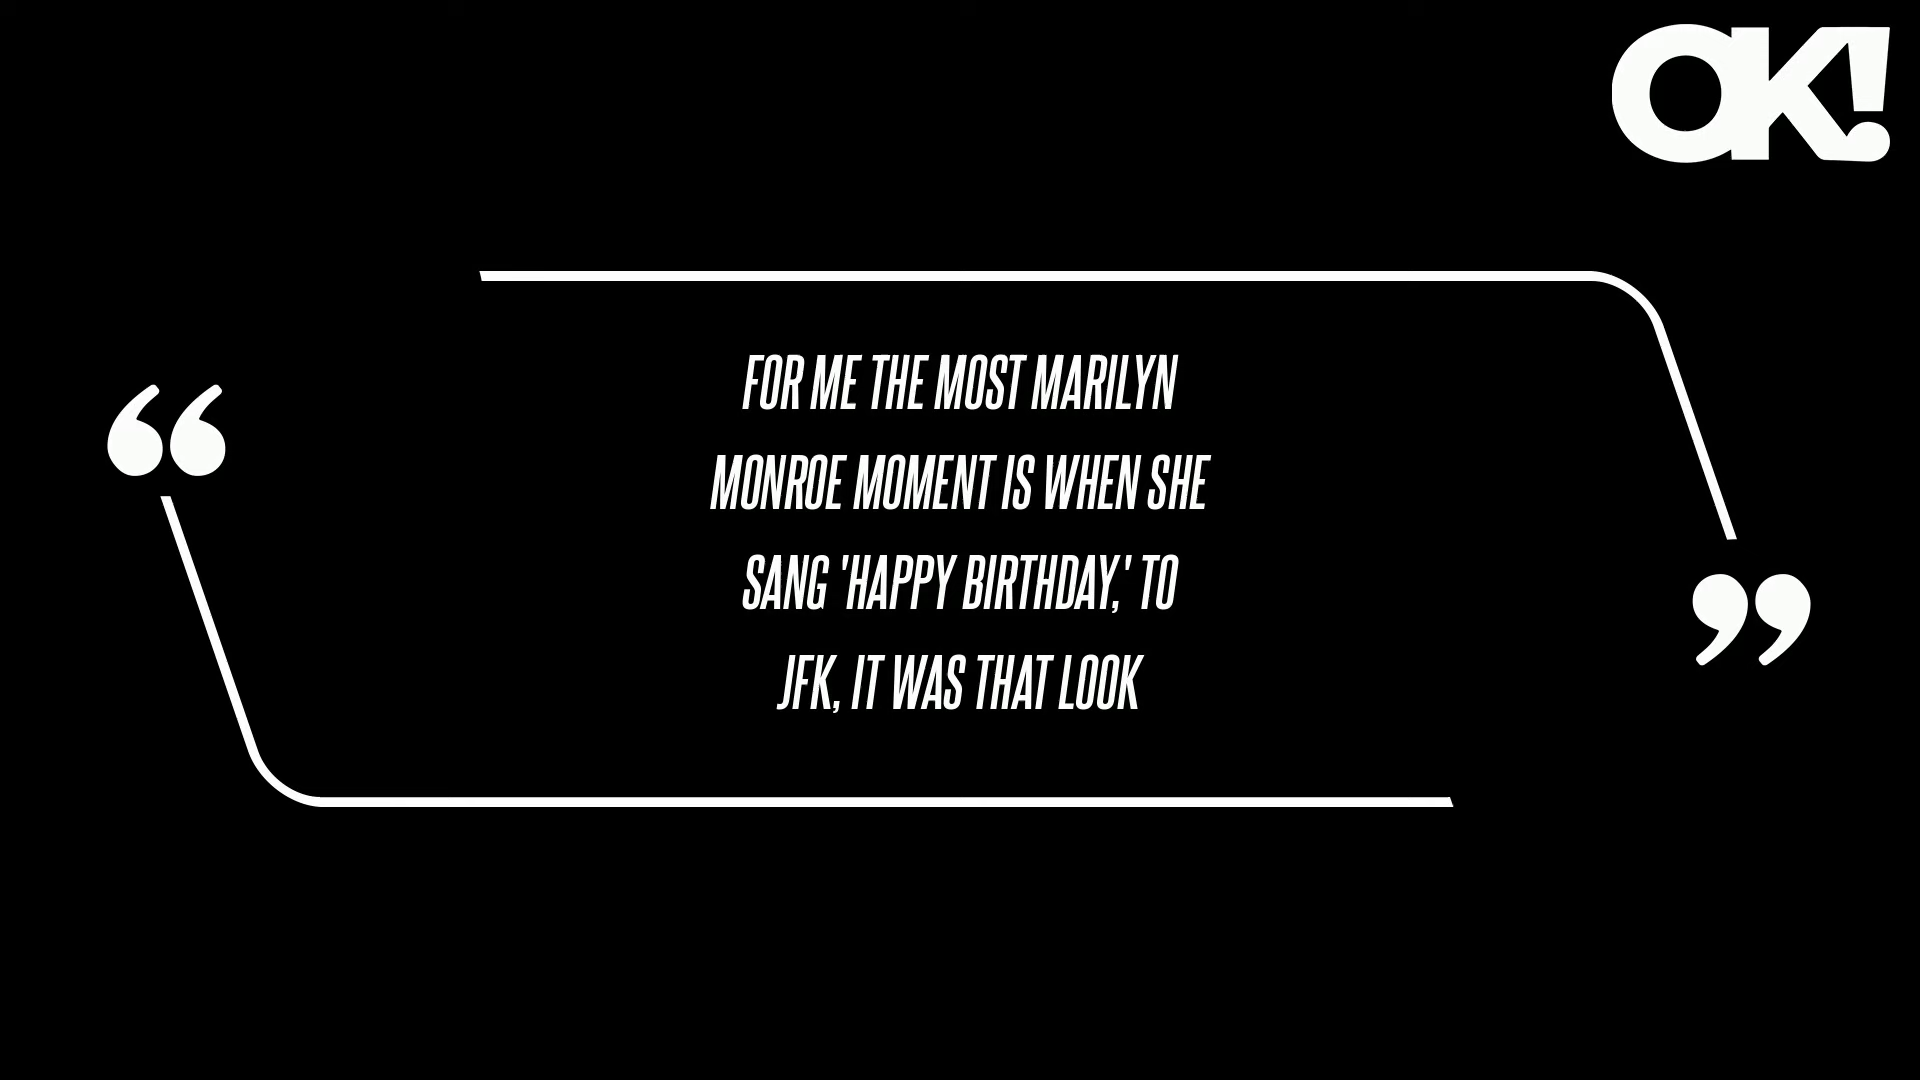 OK!
“
FOR ME THE MOST MARILYN
MONROE MOMENT IS WHEN SHE
SANG 'HAPPY BIRTHDAY,' TO
JFK, IT WAS THAT LOOK
”